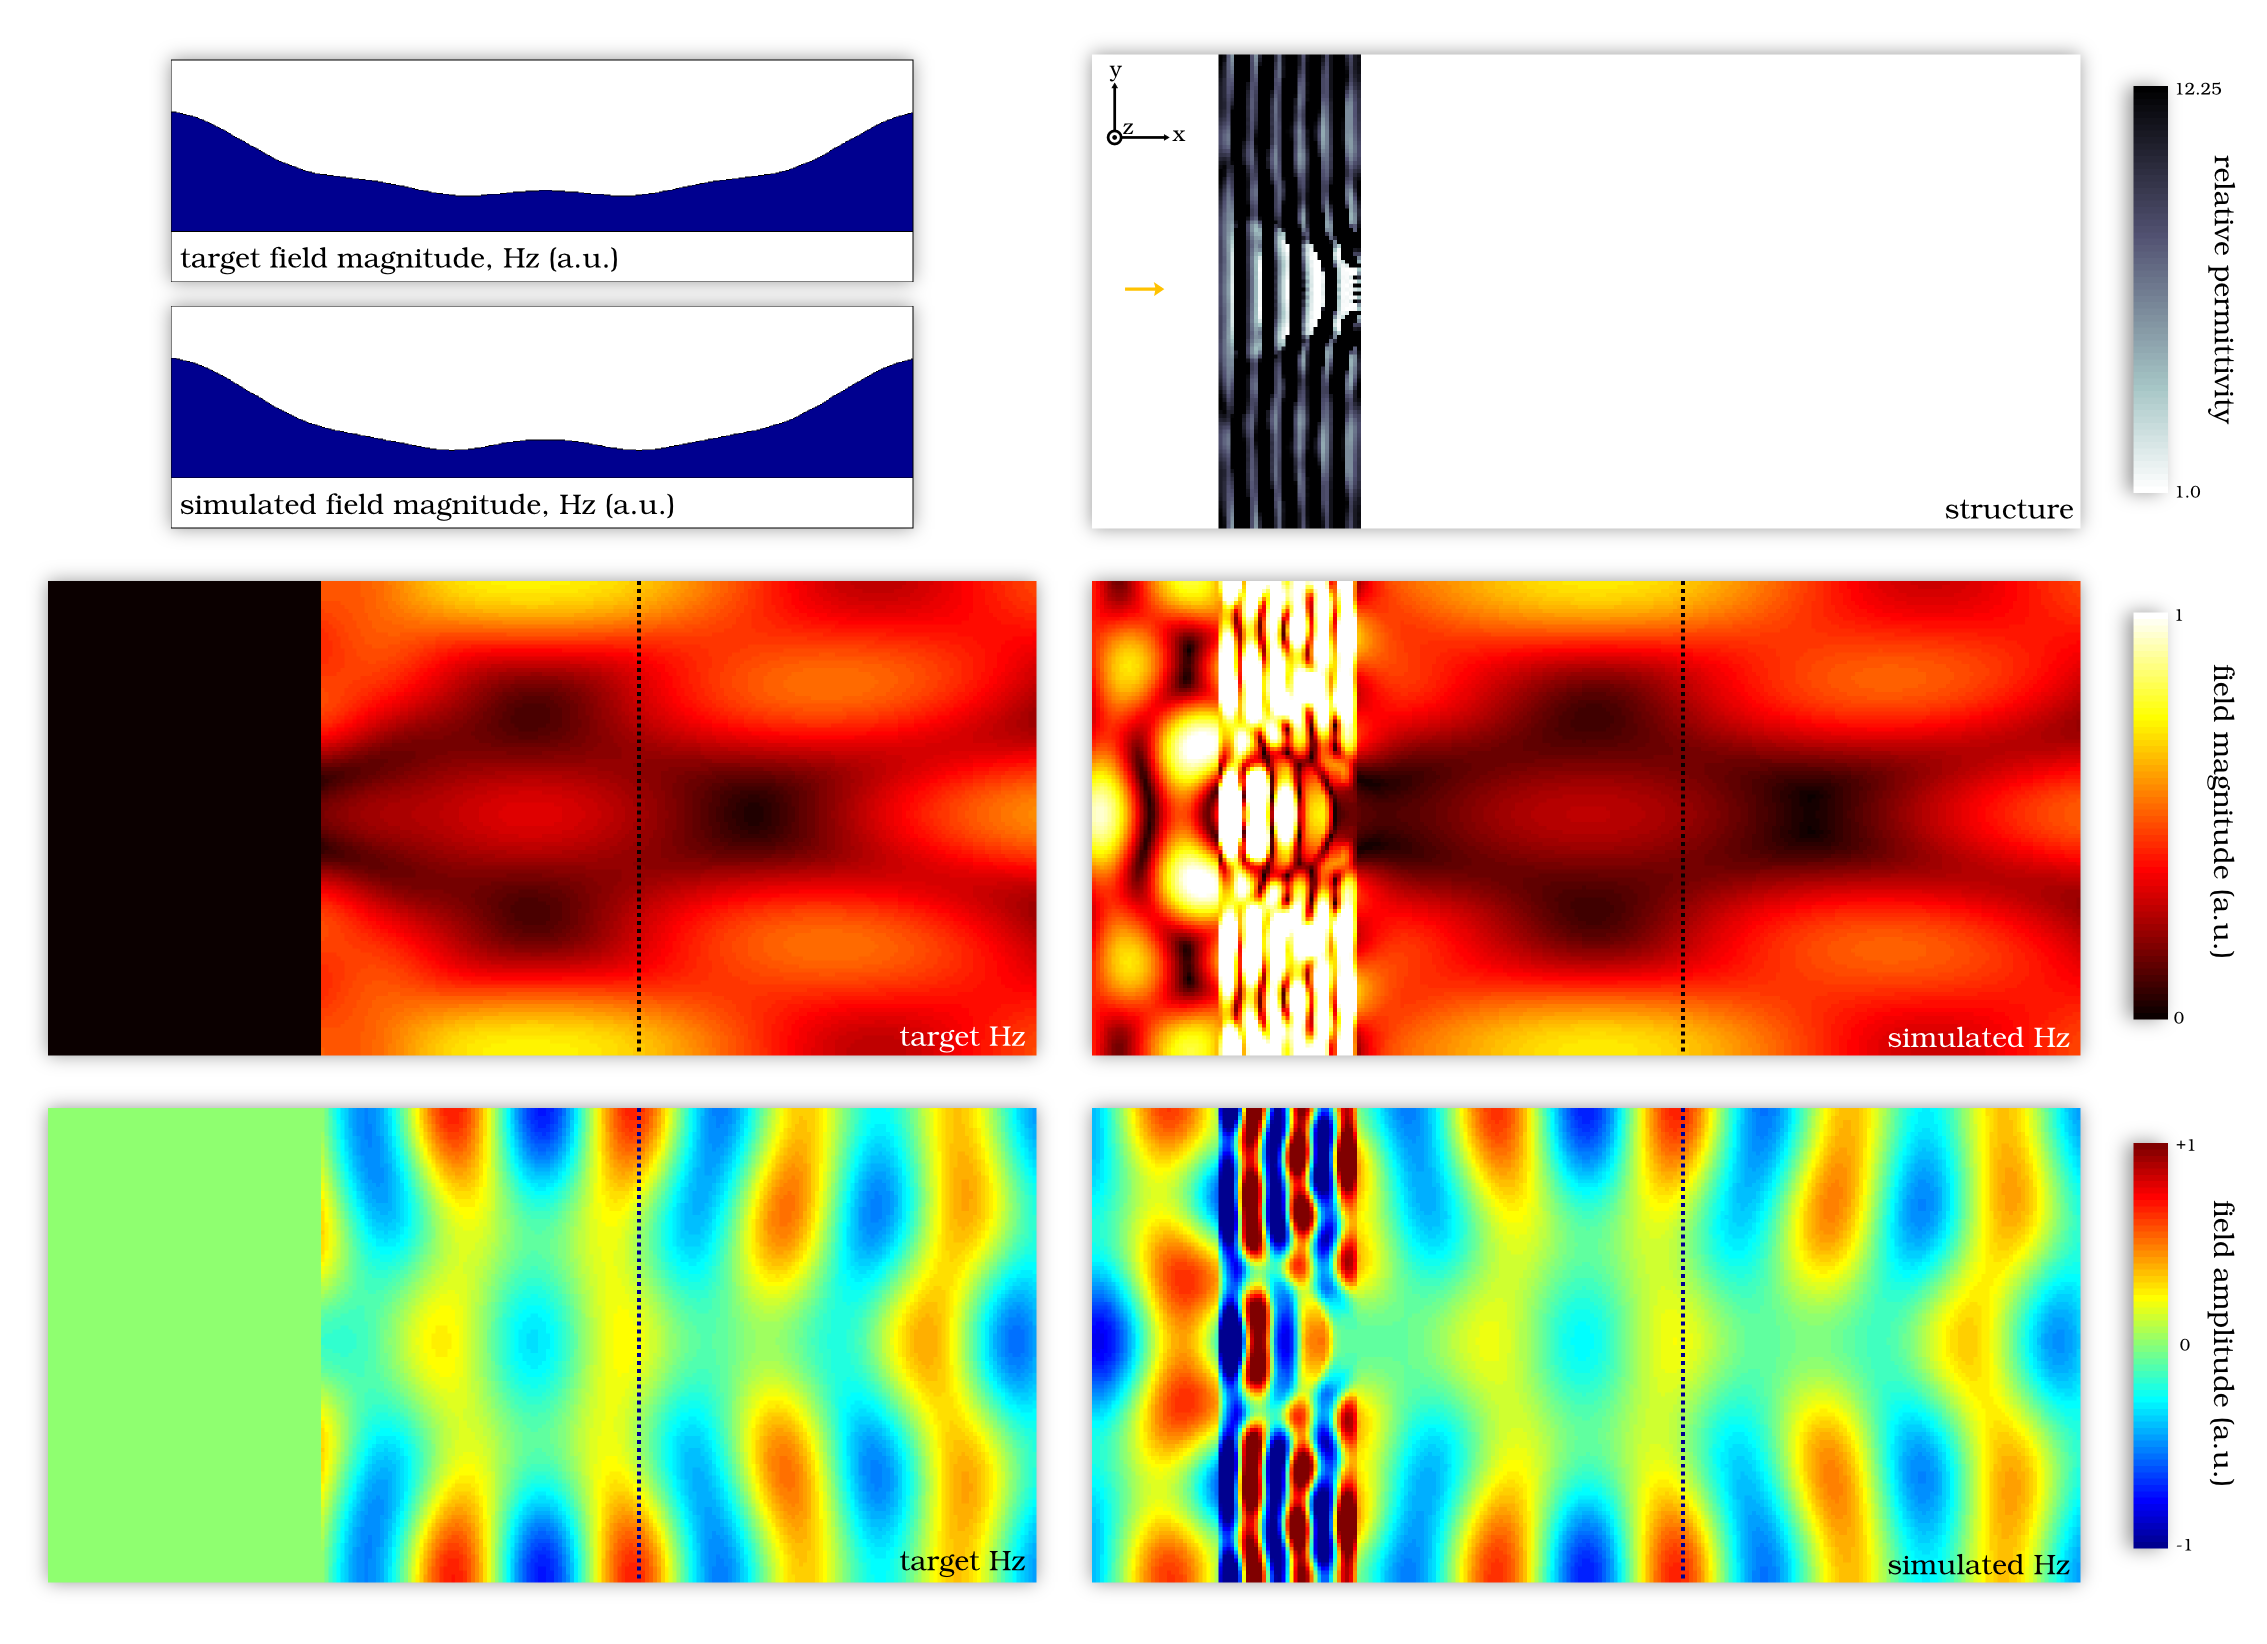 target field magnitude, Hz (a.u.)
simulated field magnitude, Hz (a.u.)
y
z
x
structure
12.25
relative permittivity
1.0
target Hz
simulated Hz
1
field magnitude (a.u.)
0
target Hz
simulated Hz
+1
field amplitude (a.u.)
0
-1